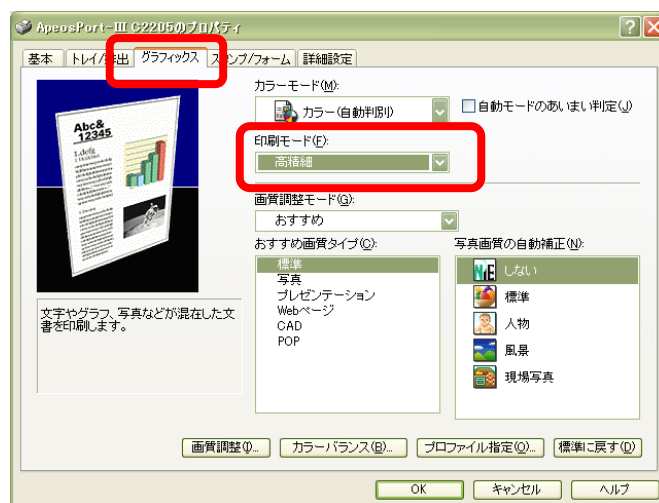 ApeosPort-III C2205のプロパティ
基本 トレイ/排出 グラフィックス スタンプ/フォーム 詳細設定
カラーモード(M):
カラー(自動判別)
自動モードのあいまい判定(J)
印刷モード(F):
高精細
画質調整モード(G):
おすすめ
おすすめ画質タイプ(C):
標準
写真
プレゼンテーション
Webページ
CAD
POP
写真画質の自動補正(N):
しない
標準
人物
風景
現場写真
Abc&
12345
1.defg
文字やグラフ、写真などが混在した文
書を印刷します。
画質調整(I)... カラーバランス(B)... プロファイル指定(O)... 標準に戻す(D)
OK キャンセル ヘルプ